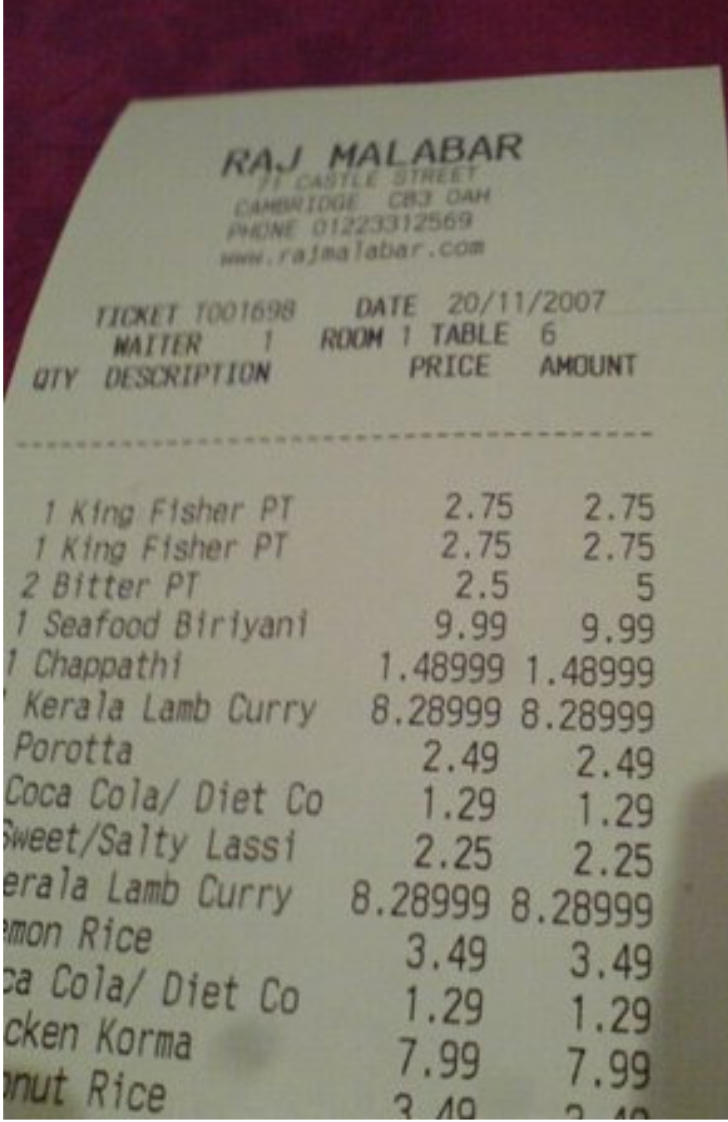 RAJ MALABAR
71 CASTLE STREET
CAMBRIDGE CB3 0AH
PHONE 01223312569
www.rajmalabar.com
TICKET T001698 DATE 20/11/2007
WAITER 1 ROOM 1 TABLE 6
QTY DESCRIPTION PRICE AMOUNT
--------------------------------------------
1 King Fisher PT 2.75 2.75
1 King Fisher PT 2.75 2.75
2 Bitter PT 2.5 5
1 Seafood Biriyani 9.99 9.99
1 Chappathi 1.48999 1.48999
Kerala Lamb Curry 8.28999 8.28999
Porotta 2.49 2.49
Coca Cola/ Diet Co 1.29 1.29
Sweet/Salty Lassi 2.25 2.25
erala Lamb Curry 8.28999 8.28999
emon Rice 3.49 3.49
ca Cola/ Diet Co 1.29 1.29
cken Korma 7.99 7.99
onut Rice 3.49 3.49